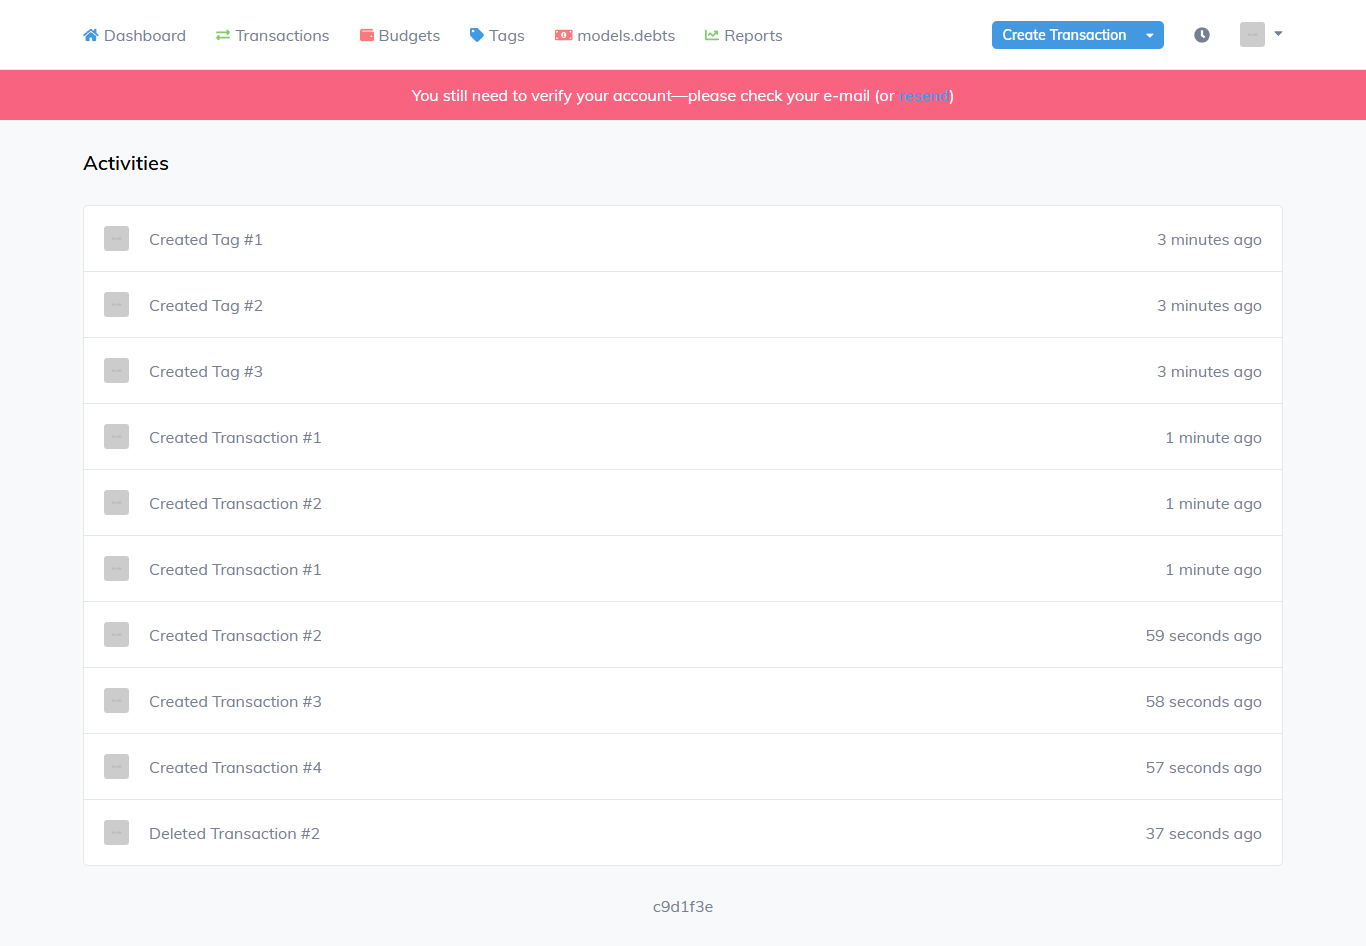 Dashboard Transactions Budgets Tags models.debts Reports Create Transaction
You still need to verify your account—please check your e-mail (or resend)
Activities
Created Tag #1 3 minutes ago
Created Tag #2 3 minutes ago
Created Tag #3 3 minutes ago
Created Transaction #1 1 minute ago
Created Transaction #2 1 minute ago
Created Transaction #1 1 minute ago
Created Transaction #2 59 seconds ago
Created Transaction #3 58 seconds ago
Created Transaction #4 57 seconds ago
Deleted Transaction #2 37 seconds ago
c9d1f3e